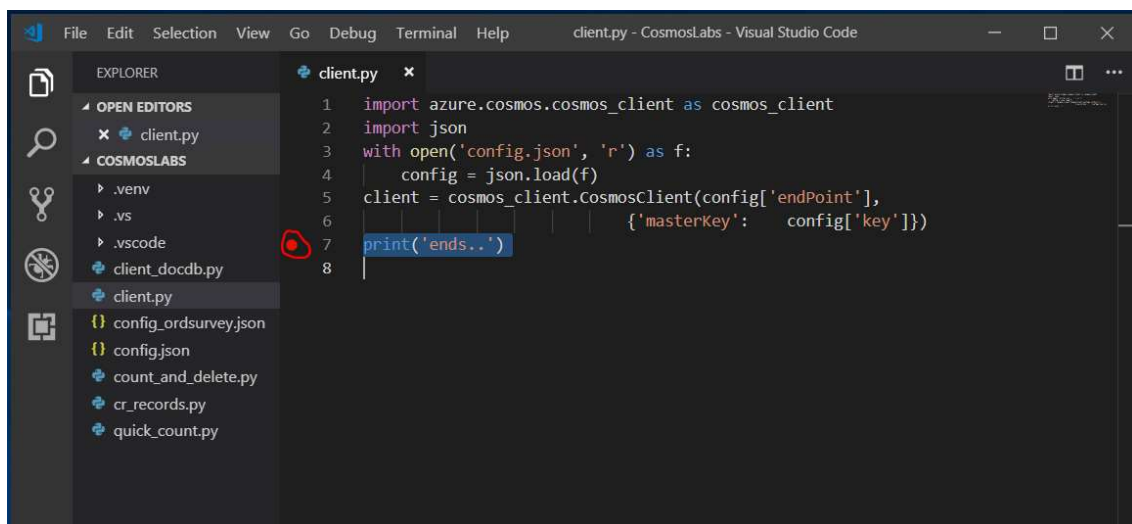 File Edit Selection View Go Debug Terminal Help client.py - CosmosLabs - Visual Studio Code
EXPLORER
OPEN EDITORS
client.py
COSMOSLABS
.venv
.vs
.vscode
client_docdb.py
client.py
{} config_ordsurvey.json
{} config.json
count_and_delete.py
cr_records.py
quick_count.py
client.py
1 import azure.cosmos.cosmos_client as cosmos_client
2 import json
3 with open('config.json', 'r') as f:
4     config = json.load(f)
5 client = cosmos_client.CosmosClient(config['endPoint'],
6                         {'masterKey':    config['key']})
7 print('ends..')
8